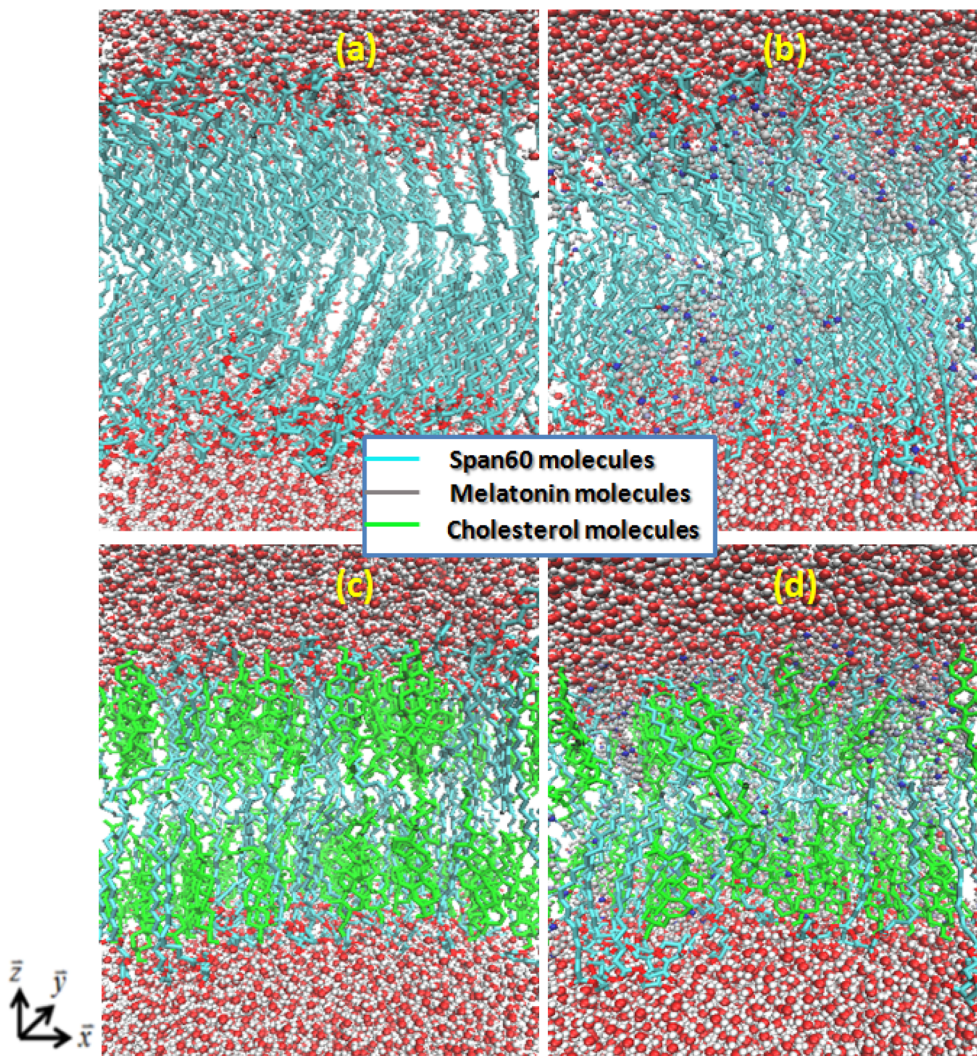 (a)
(b)
Span60 molecules
Melatonin molecules
Cholesterol molecules
(c)
(d)
z⃗
y⃗
x⃗